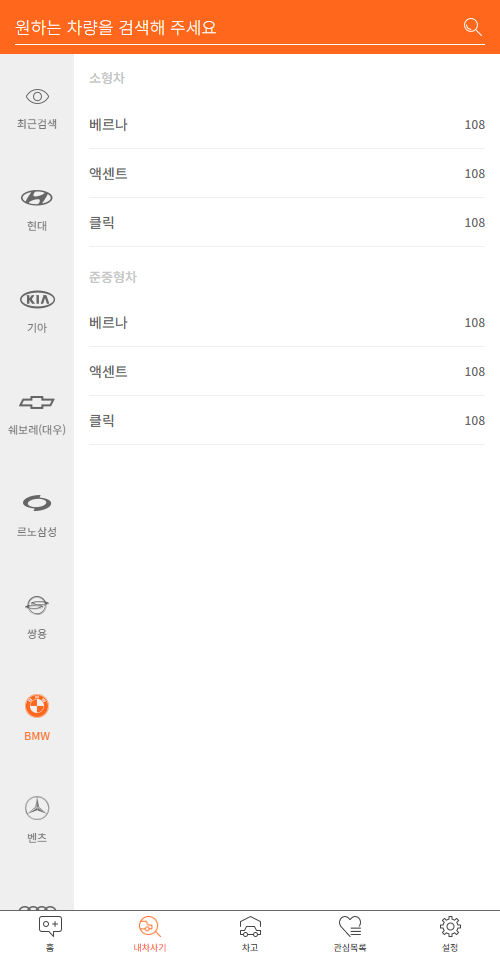 원하는 차량을 검색해 주세요
최근검색
현대
KIA
기아
쉐보레(대우)
르노삼성
쌍용
BMW
벤츠
소형차
베르나 108
액센트 108
클릭 108
준중형차
베르나 108
액센트 108
클릭 108
홈
내차사기
차고
관심목록
설정